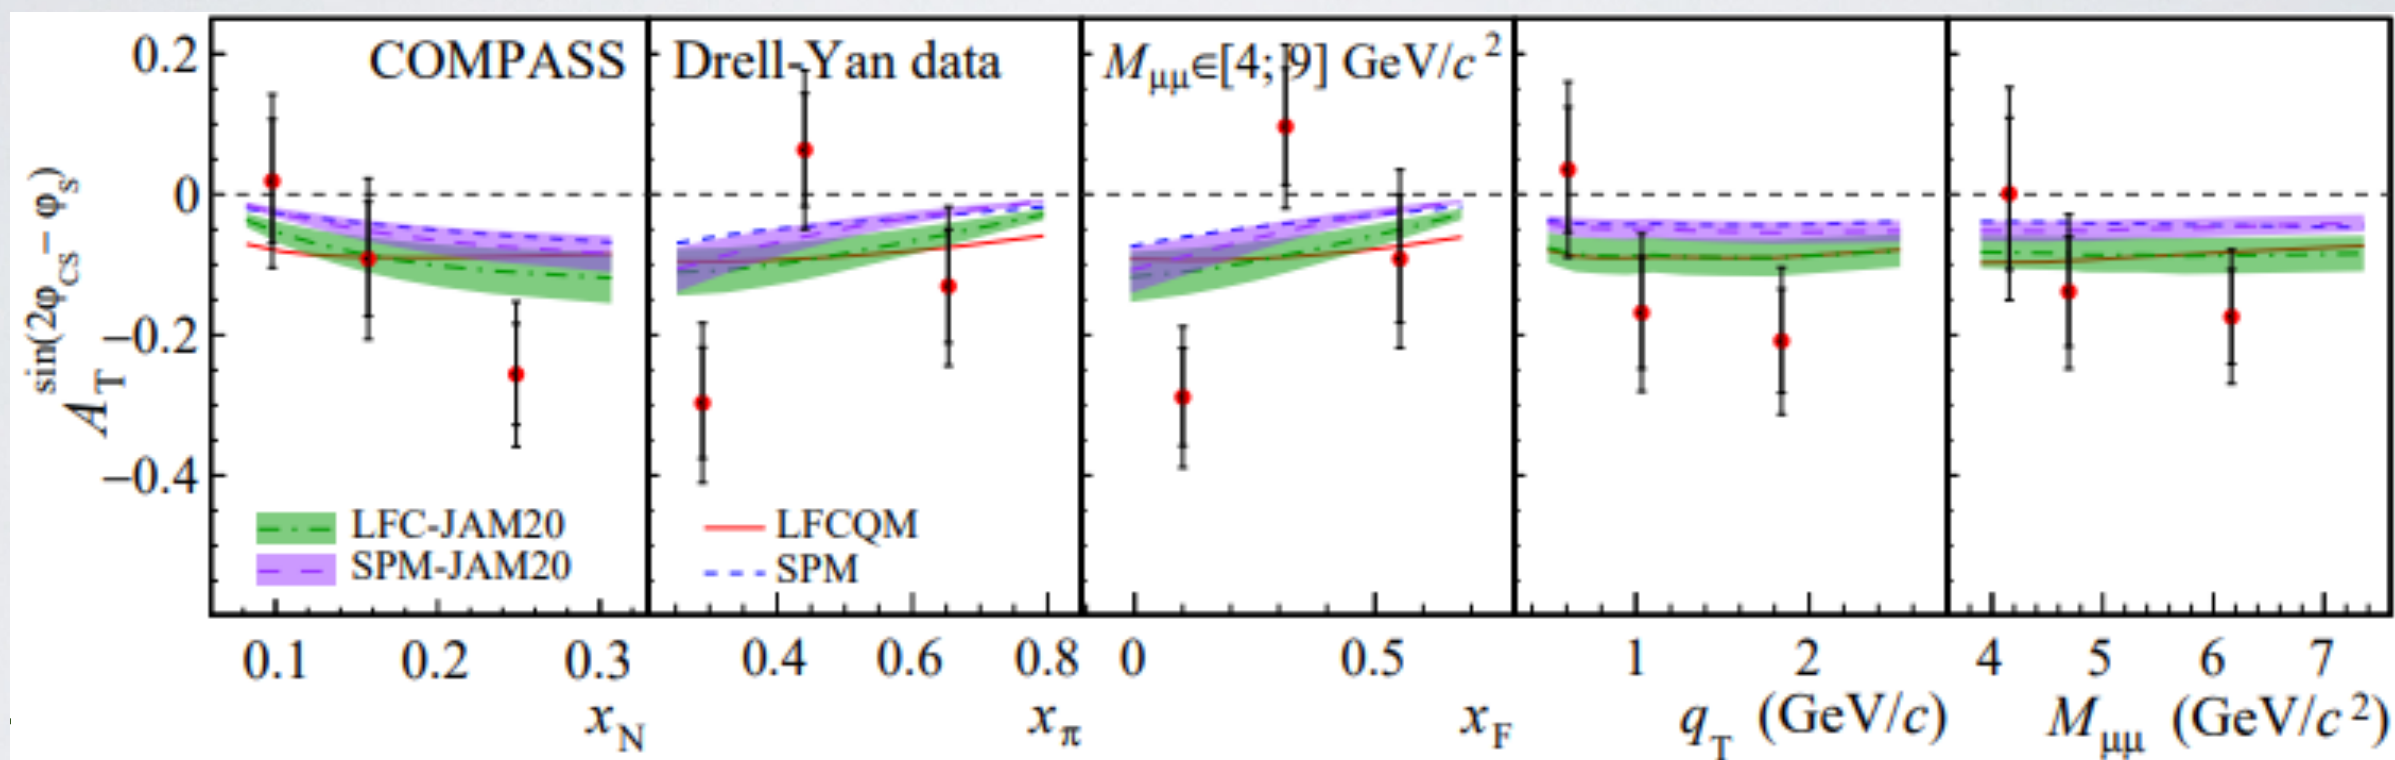 COMPASS Drell-Yan data M_μμ∈[4; 9] GeV/c²
A_T^sin(2φ_CS − φ_S)
0.2
0
−0.2
−0.4
LFC-JAM20
SPM-JAM20
LFCQM
SPM
0.1 0.2 0.3 0.4 0.6 0.8 0 0.5 1 2 4 5 6 7
x_N x_π x_F q_T (GeV/c) M_μμ (GeV/c²)